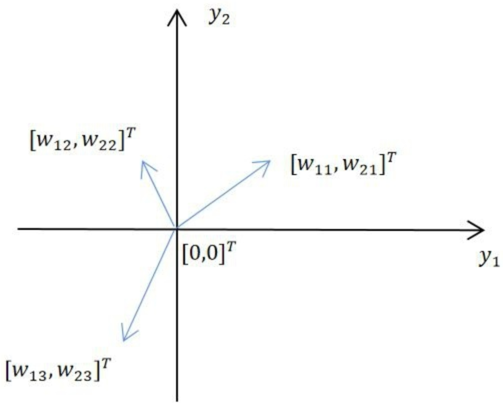 y₂
[w₁₂, w₂₂]ᵀ
[w₁₁, w₂₁]ᵀ
[0,0]ᵀ
y₁
[w₁₃, w₂₃]ᵀ